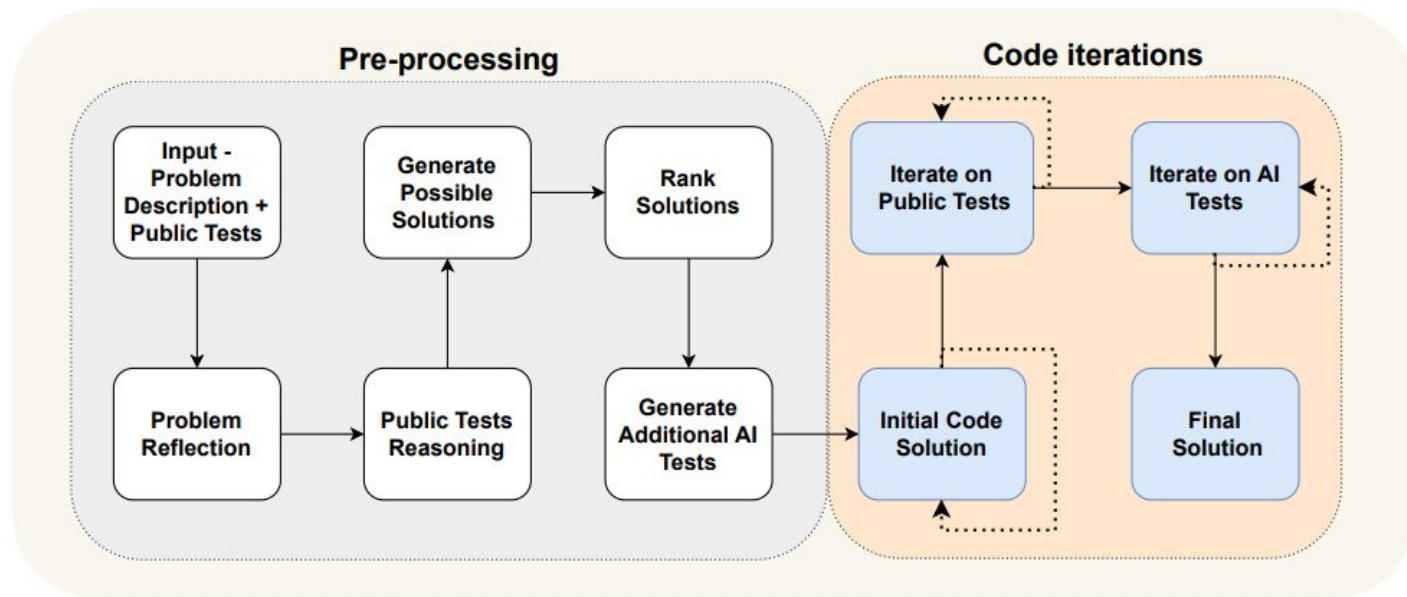 Pre-processing
Code iterations
Input -
Problem
Description +
Public Tests
Generate
Possible
Solutions
Rank
Solutions
Iterate on
Public Tests
Iterate on AI
Tests
Problem
Reflection
Public Tests
Reasoning
Generate
Additional AI
Tests
Initial Code
Solution
Final
Solution